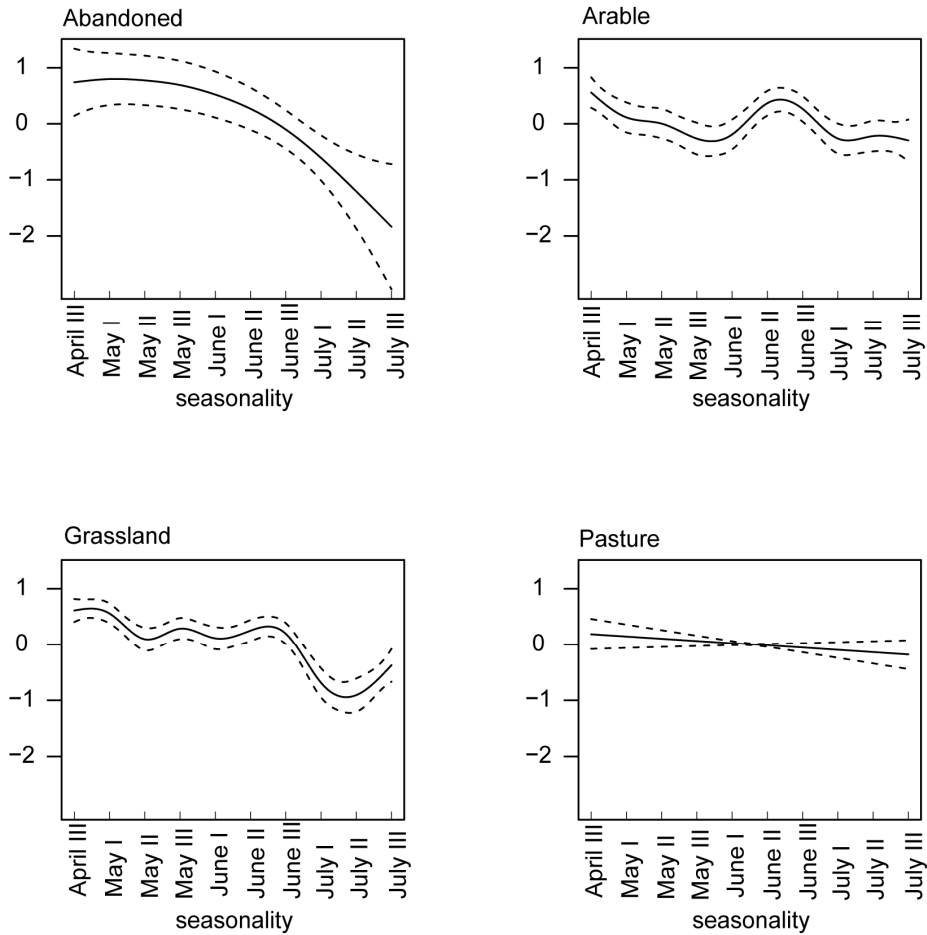 Abandoned
1
0
−1
−2
April III
May I
May II
May III
June I
June II
June III
July I
July II
July III
seasonality
Arable
1
0
−1
−2
April III
May I
May II
May III
June I
June II
June III
July I
July II
July III
seasonality
Grassland
1
0
−1
−2
April III
May I
May II
May III
June I
June II
June III
July I
July II
July III
seasonality
Pasture
1
0
−1
−2
April III
May I
May II
May III
June I
June II
June III
July I
July II
July III
seasonality